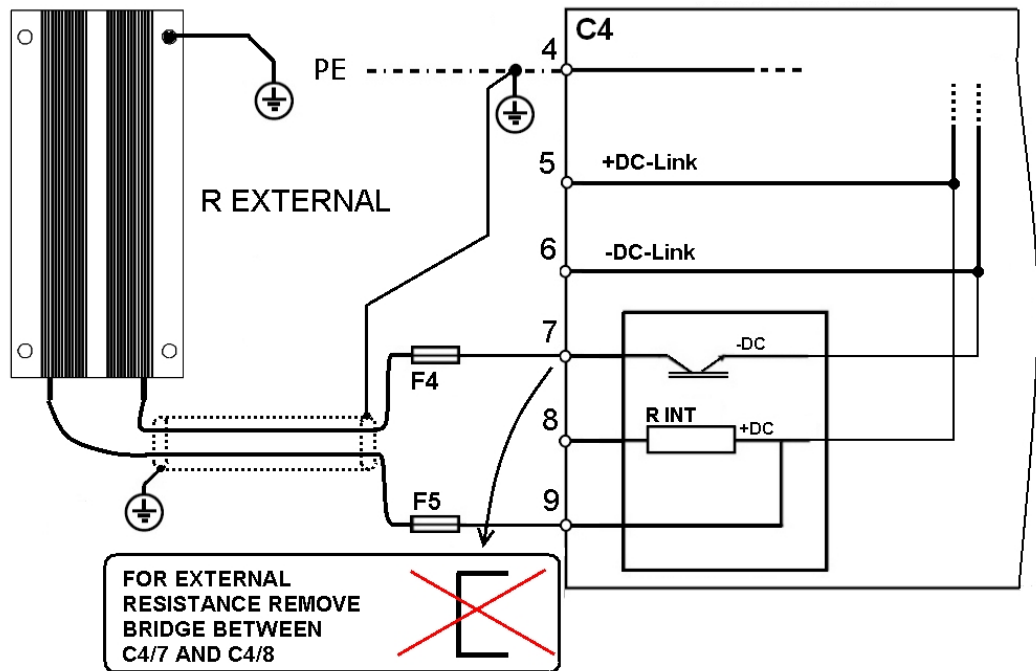 C4
4
PE
5
+DC-Link
R EXTERNAL
6
-DC-Link
7
-DC
F4
8
R INT
+DC
9
F5
FOR EXTERNAL
RESISTANCE REMOVE
BRIDGE BETWEEN
C4/7 AND C4/8